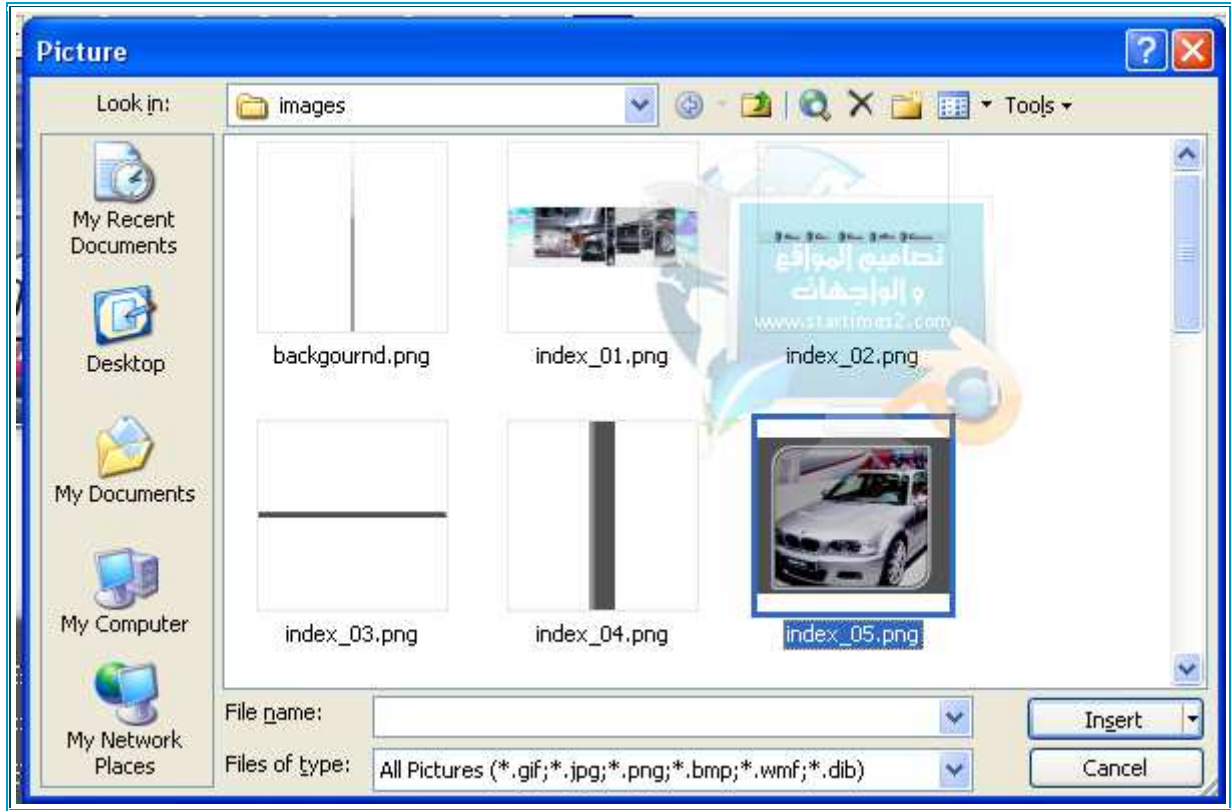 Picture
Look in:
images
Tools
My Recent
Documents
Desktop
My Documents
My Computer
My Network
Places
backgournd.png
index_01.png
index_02.png
تصاميم المواقع
و الواجهات
www.startimes2.com
index_03.png
index_04.png
index_05.png
File name:
Insert
Files of type:
All Pictures (*.gif;*.jpg;*.png;*.bmp;*.wmf;*.dib)
Cancel